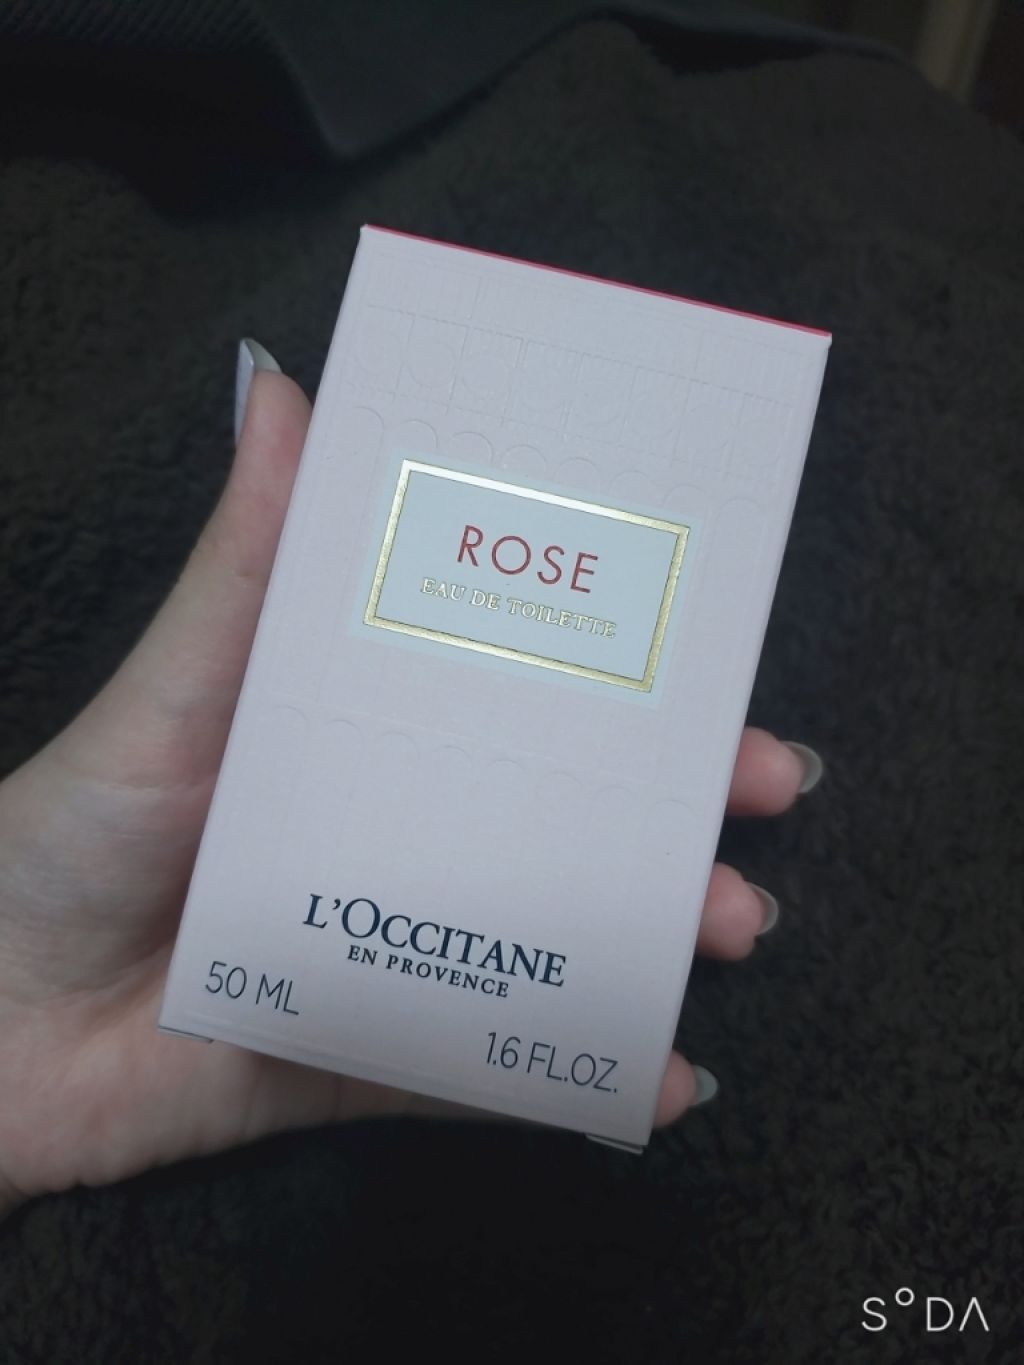 ROSE
EAU DE TOILETTE
L'OCCITANE
EN PROVENCE
50 ML
1.6 FL.OZ.
S°DA